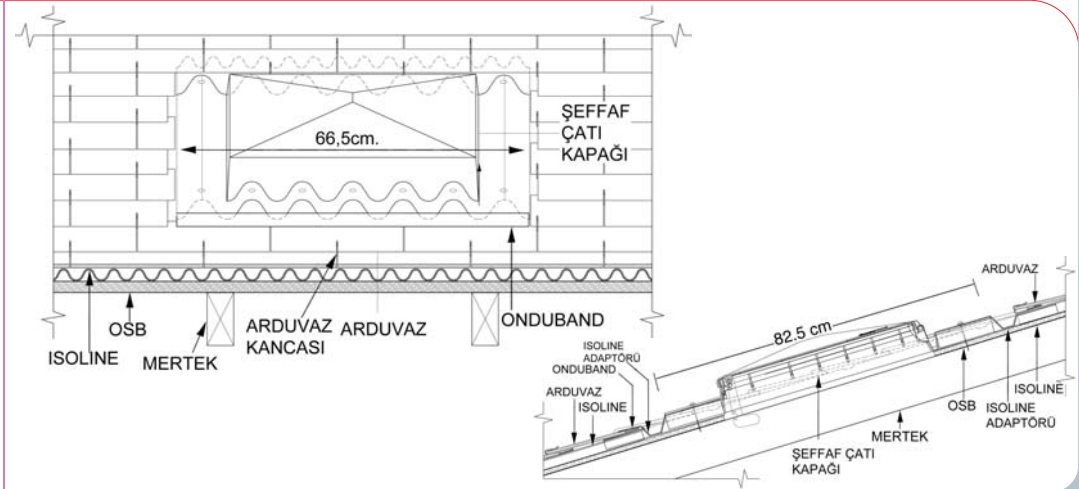 ŞEFFAF
ÇATI
KAPAĞI
66,5cm.
OSB
ISOLINE
MERTEK
ARDUVAZ
KANCASI
ARDUVAZ
ONDUBAND
ARDUVAZ
82.5 cm
ISOLINE
ADAPTÖRÜ
ONDUBAND
ARDUVAZ
ISOLINE
ISOLINE
OSB
ISOLINE
ADAPTÖRÜ
MERTEK
ŞEFFAF ÇATI
KAPAĞI